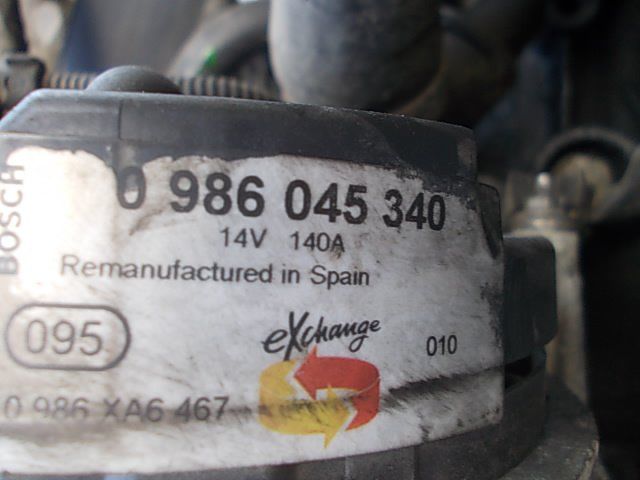 BOSCH
0 986 045 340
14V 140A
Remanufactured in Spain
095
eXchange
010
0 986 XA6 467